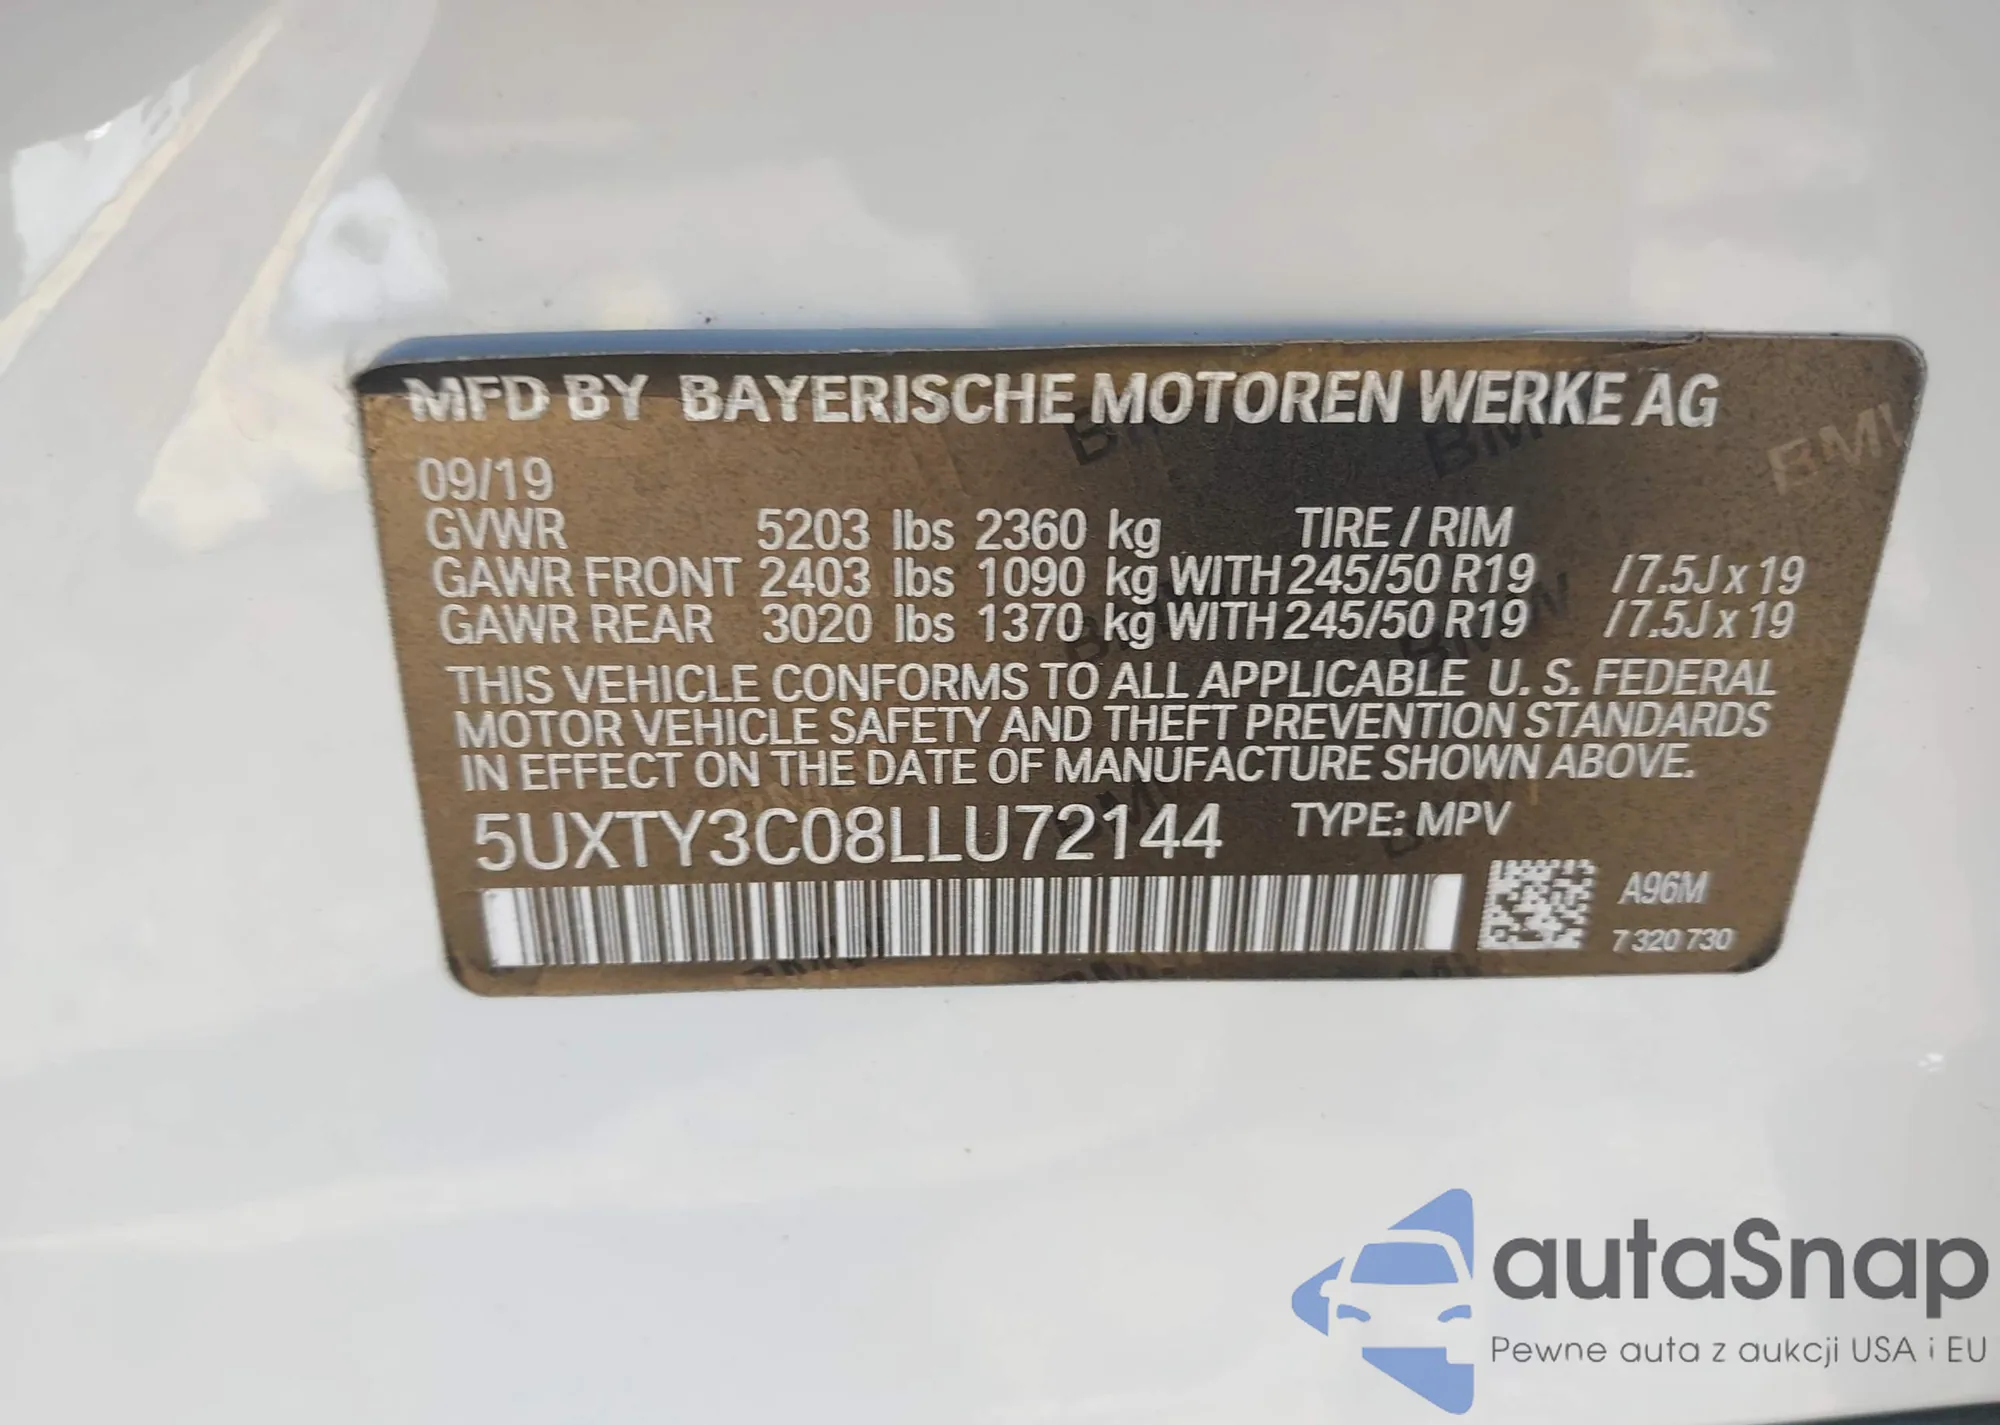 MFD BY BAYERISCHE MOTOREN WERKE AG
09/19
GVWR 5203 lbs 2360 kg TIRE / RIM
GAWR FRONT 2403 lbs 1090 kg WITH 245/50 R19 / 7.5J x 19
GAWR REAR 3020 lbs 1370 kg WITH 245/50 R19 / 7.5J x 19
THIS VEHICLE CONFORMS TO ALL APPLICABLE U. S. FEDERAL
MOTOR VEHICLE SAFETY AND THEFT PREVENTION STANDARDS
IN EFFECT ON THE DATE OF MANUFACTURE SHOWN ABOVE.
5UXTY3C08LLU72144 TYPE: MPV
A96M
7 320 730
autaSnap
Pewne auta z aukcji USA i EU